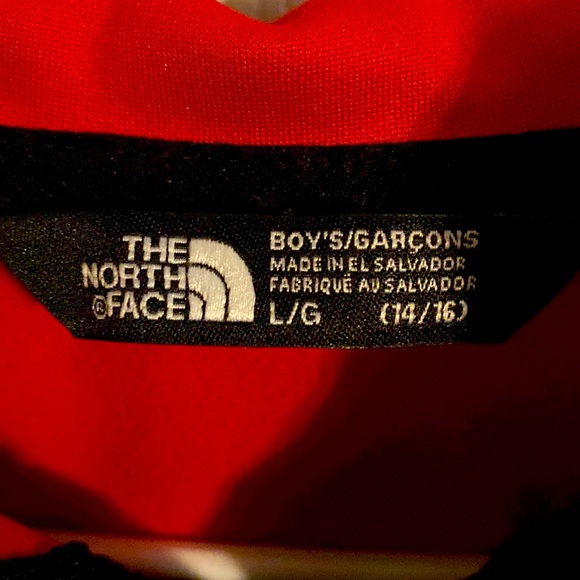 THE
NORTH
®FACE
BOY'S/GARÇONS
MADE IN EL SALVADOR
FABRIQUÉ AU SALVADOR
L/G (14/16)